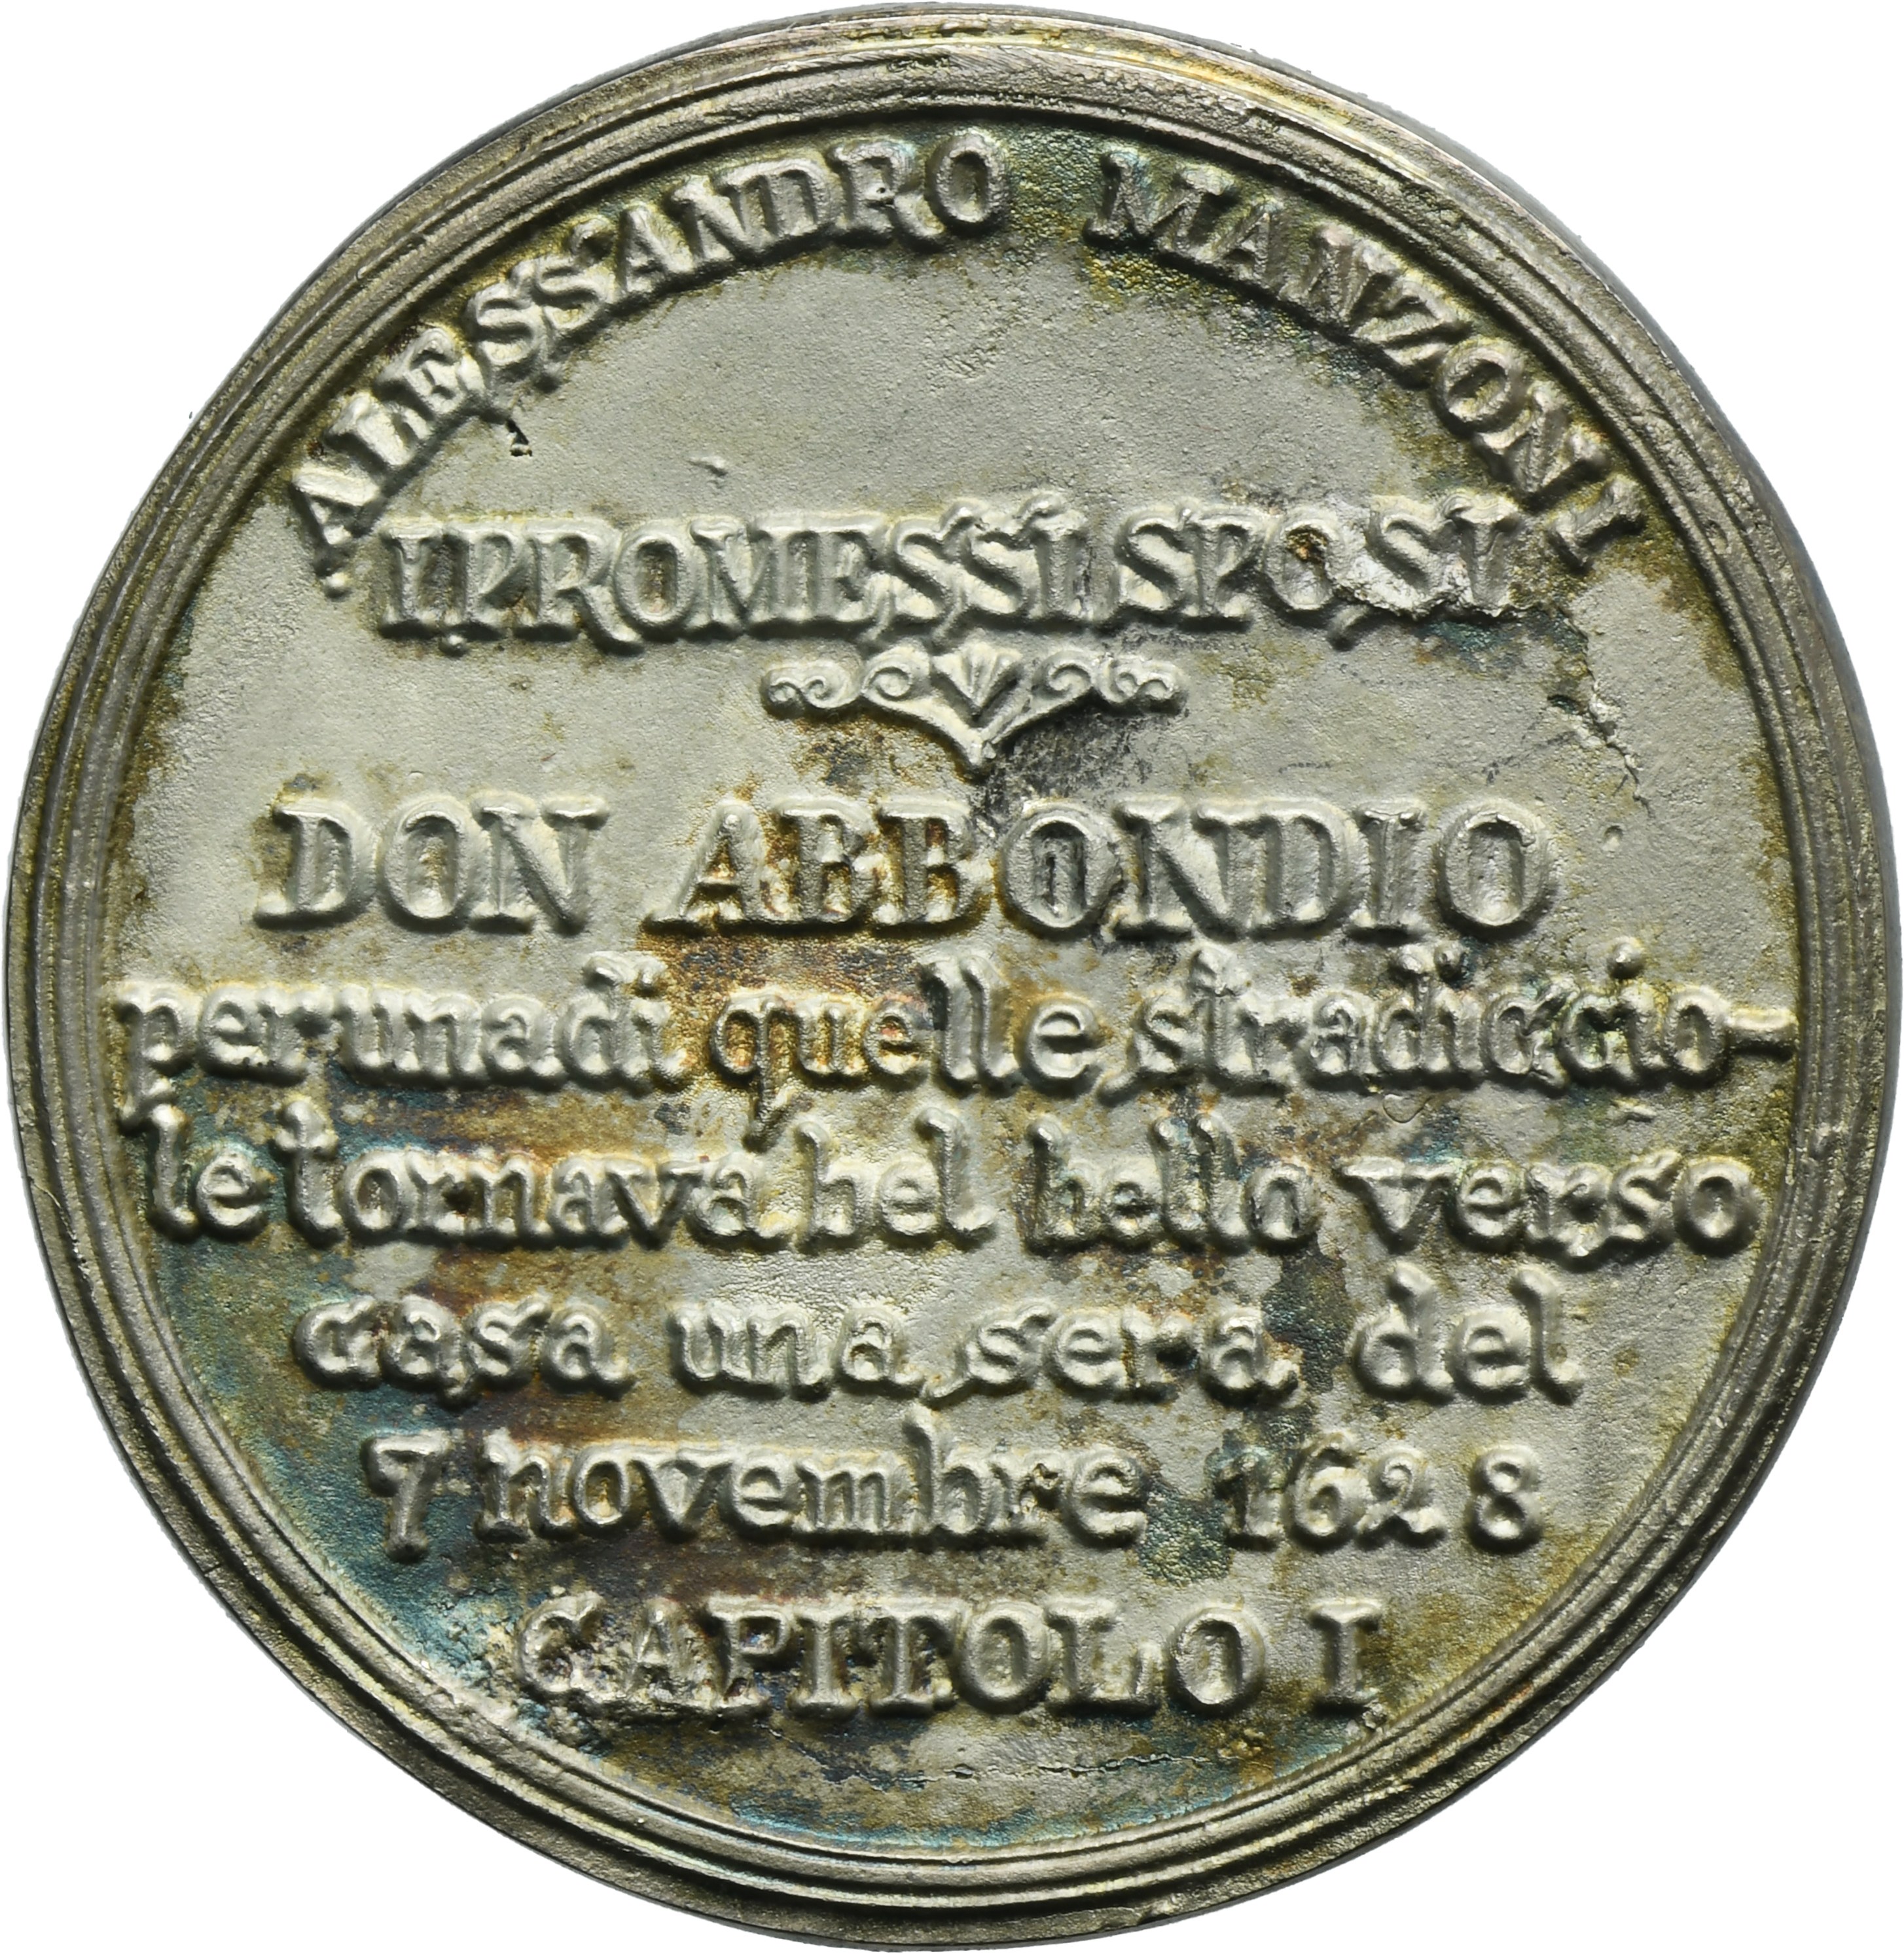 ALESSANDRO MANZONI
I PROMESSI SPOSI
DON ABBONDIO
per una di quelle stradiccio-
le tornava bel bello verso
casa una sera del
7 novembre 1628
CAPITOLO I